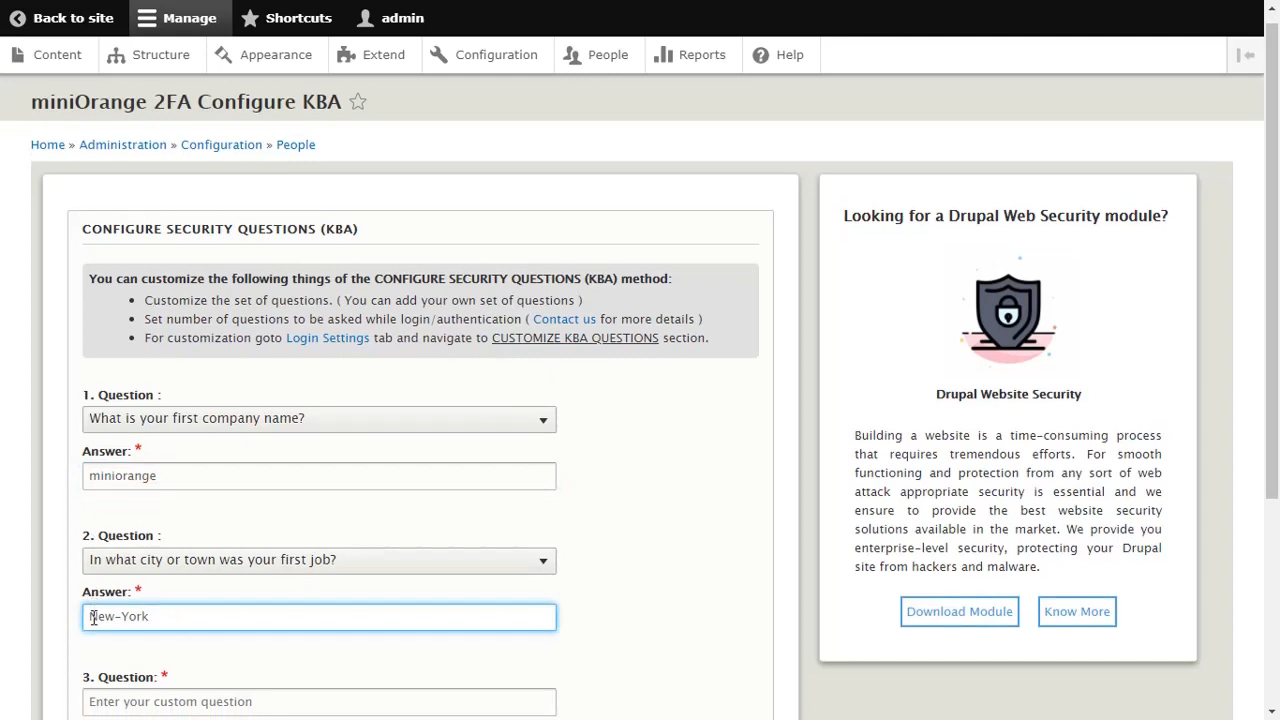 Back to site Manage Shortcuts admin
Content Structure Appearance Extend Configuration People Reports Help
miniOrange 2FA Configure KBA
Home » Administration » Configuration » People
CONFIGURE SECURITY QUESTIONS (KBA)
You can customize the following things of the CONFIGURE SECURITY QUESTIONS (KBA) method:
• Customize the set of questions. ( You can add your own set of questions )
• Set number of questions to be asked while login/authentication ( Contact us for more details )
• For customization goto Login Settings tab and navigate to CUSTOMIZE KBA QUESTIONS section.
1. Question :
What is your first company name?
Answer: *
miniorange
2. Question :
In what city or town was your first job?
Answer: *
New-York
3. Question: *
Enter your custom question
Looking for a Drupal Web Security module?
Drupal Website Security
Building a website is a time-consuming process
that requires tremendous efforts. For smooth
functioning and protection from any sort of web
attack appropriate security is essential and we
ensure to provide the best website security
solutions available in the market. We provide you
enterprise-level security, protecting your Drupal
site from hackers and malware.
Download Module Know More